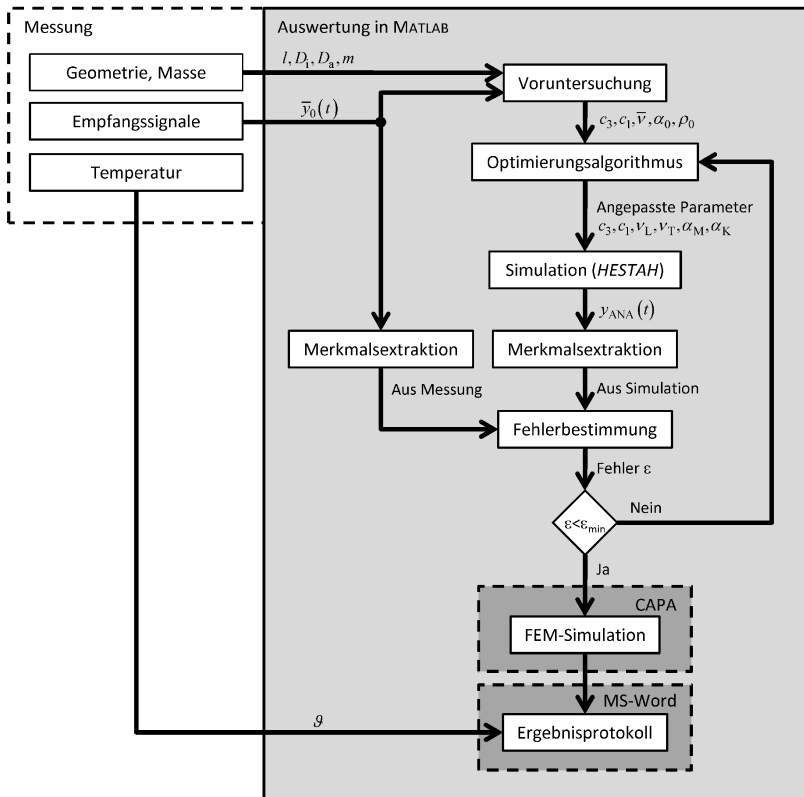 Messung
Auswertung in MATLAB
Geometrie, Masse
l, D_i, D_a, m
Voruntersuchung
Empfangssignale
y̅_0(t)
c_3, c_1, ν̅, α_0, ρ_0
Temperatur
Optimierungsalgorithmus
Angepasste Parameter
c_3, c_1, ν_L, ν_T, α_M, α_K
Simulation (HESTAH)
y_ANA(t)
Merkmalsextraktion
Merkmalsextraktion
Aus Messung
Aus Simulation
Fehlerbestimmung
Fehler ε
ε<ε_min
Nein
Ja
CAPA
FEM-Simulation
MS-Word
ϑ
Ergebnisprotokoll